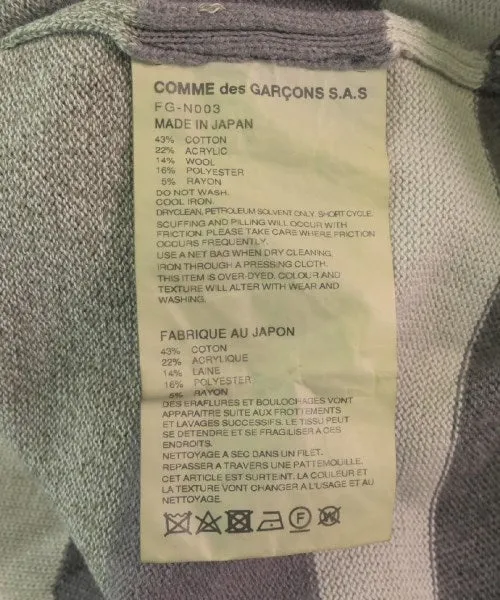 COMME des GARÇONS S.A.S
FG-N003
MADE IN JAPAN
43% COTTON
22% ACRYLIC
14% WOOL
16% POLYESTER
5% RAYON
DO NOT WASH.
COOL IRON.
DRYCLEAN, PETROLEUM SOLVENT ONLY. SHORT CYCLE.
SCUFFING AND PILLING WILL OCCUR WITH
FRICTION. PLEASE TAKE CARE WHERE FRICTION
OCCURS FREQUENTLY.
USE A NET BAG WHEN DRY CLEANING.
IRON THROUGH A PRESSING CLOTH.
THIS ITEM IS OVER-DYED. COLOUR AND
TEXTURE WILL ALTER WITH WEAR AND
WASHING.
FABRIQUE AU JAPON
43% COTON
22% ACRYLIQUE
14% LAINE
16% POLYESTER
5% RAYON
DES ERAFLURES ET BOULOCHAGES VONT
APPARAITRE SUITE AUX FROTTEMENTS
ET LAVAGES SUCCESSIFS. LE TISSU PEUT
SE DETENDRE ET SE FRAGILISER A CES
ENDROITS.
NETTOYAGE A SEC DANS UN FILET.
REPASSER A TRAVERS UNE PATTEMOUILLE.
CET ARTICLE EST SURTEINT. LA COULEUR ET
LA TEXTURE VONT CHANGER A L'USAGE ET AU
NETTOYAGE.
F
W